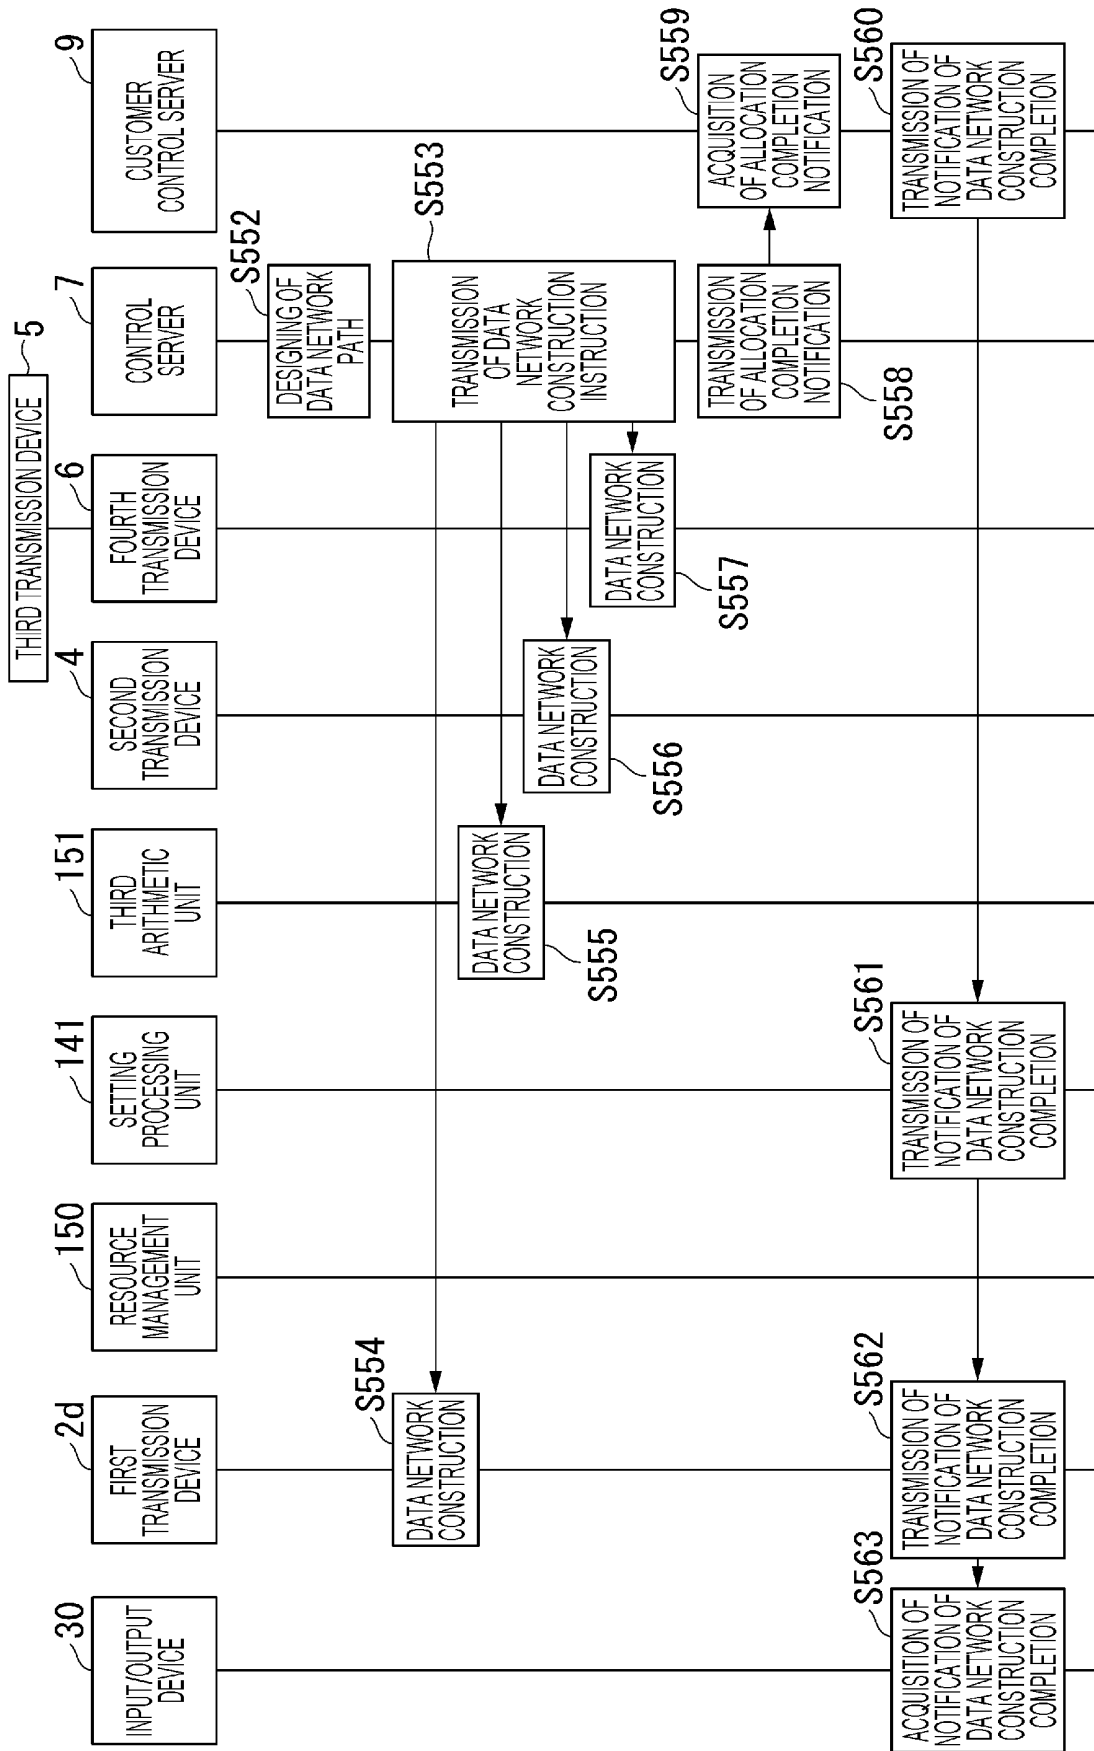 30
INPUT/OUTPUT
DEVICE
2d
FIRST
TRANSMISSION
DEVICE
150
RESOURCE
MANAGEMENT
UNIT
141
SETTING
PROCESSING
UNIT
151
THIRD
ARITHMETIC
UNIT
4
SECOND
TRANSMISSION
DEVICE
THIRD TRANSMISSION DEVICE
5
6
FOURTH
TRANSMISSION
DEVICE
7
CONTROL
SERVER
9
CUSTOMER
CONTROL SERVER
S552
DESIGNING OF
DATA NETWORK
PATH
S553
TRANSMISSION
OF DATA
NETWORK
CONSTRUCTION
INSTRUCTION
S554
DATA NETWORK
CONSTRUCTION
DATA NETWORK
CONSTRUCTION
S555
DATA NETWORK
CONSTRUCTION
S556
DATA NETWORK
CONSTRUCTION
S557
TRANSMISSION
OF ALLOCATION
COMPLETION
NOTIFICATION
S558
S559
ACQUISITION
OF ALLOCATION
COMPLETION
NOTIFICATION
S560
TRANSMISSION OF
NOTIFICATION OF
DATA NETWORK
CONSTRUCTION
COMPLETION
S561
TRANSMISSION OF
NOTIFICATION OF
DATA NETWORK
CONSTRUCTION
COMPLETION
S562
TRANSMISSION OF
NOTIFICATION OF
DATA NETWORK
CONSTRUCTION
COMPLETION
S563
ACQUISITION OF
NOTIFICATION OF
DATA NETWORK
CONSTRUCTION
COMPLETION